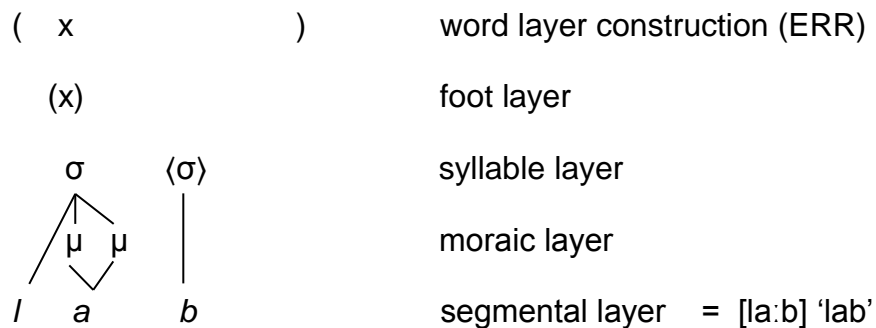 ( x ) word layer construction (ERR)
(x) foot layer
σ ⟨σ⟩ syllable layer
μ μ moraic layer
l a b segmental layer = [laːb] ‘lab’